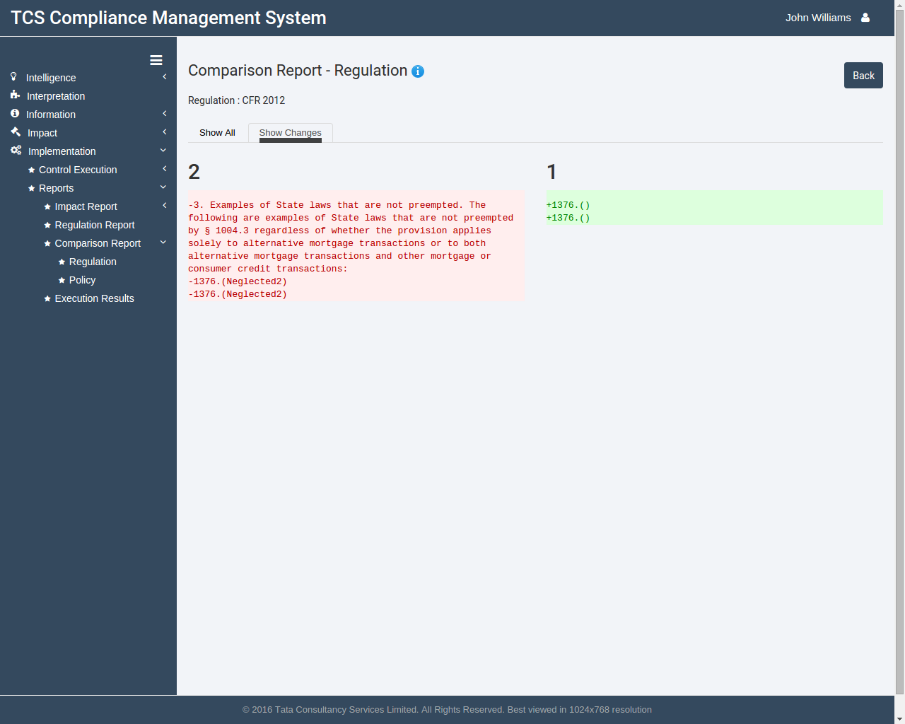 TCS Compliance Management System
John Williams
Intelligence
Interpretation
Information
Impact
Implementation
Control Execution
Reports
Impact Report
Regulation Report
Comparison Report
Regulation
Policy
Execution Results
Comparison Report - Regulation
Back
Regulation : CFR 2012
Show All
Show Changes
2
-3. Examples of State laws that are not preempted. The
following are examples of State laws that are not preempted
by § 1004.3 regardless of whether the provision applies
solely to alternative mortgage transactions or to both
alternative mortgage transactions and other mortgage or
consumer credit transactions:
-1376.(Neglected2)
-1376.(Neglected2)
1
+1376.()
+1376.()
© 2016 Tata Consultancy Services Limited. All Rights Reserved. Best viewed in 1024x768 resolution